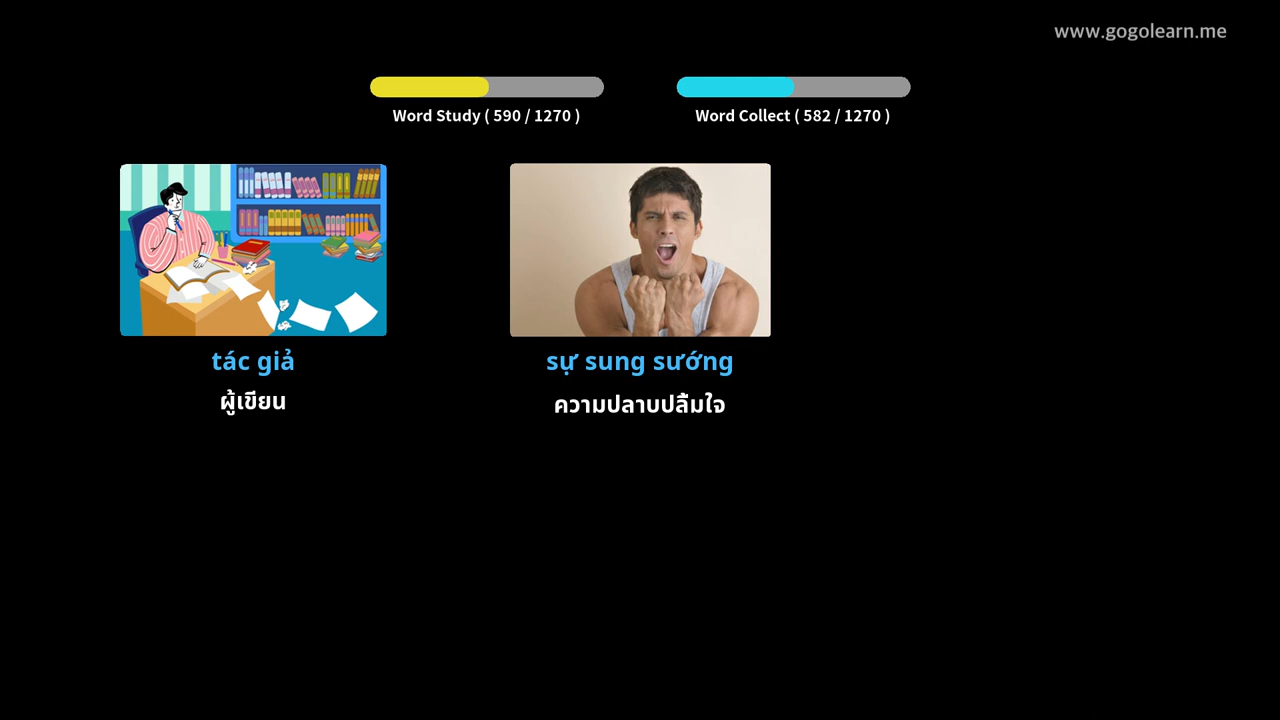 www.gogolearn.me
Word Study ( 590 / 1270 )
Word Collect ( 582 / 1270 )
tác giả
ผู้เขียน
sự sung sướng
ความปลาบปลื้มใจ